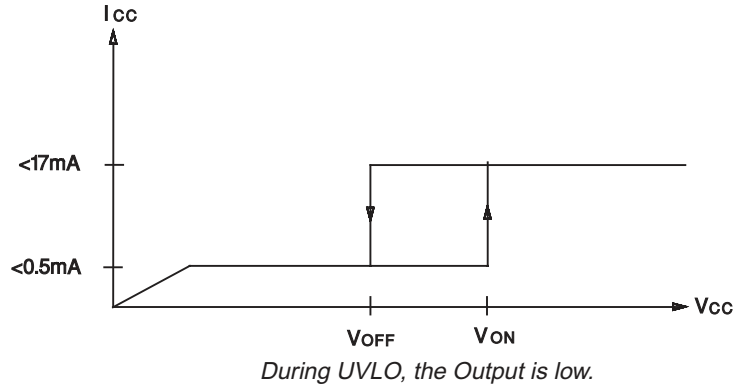 Icc
<17mA
<0.5mA
Vcc
VOFF
VON
During UVLO, the Output is low.